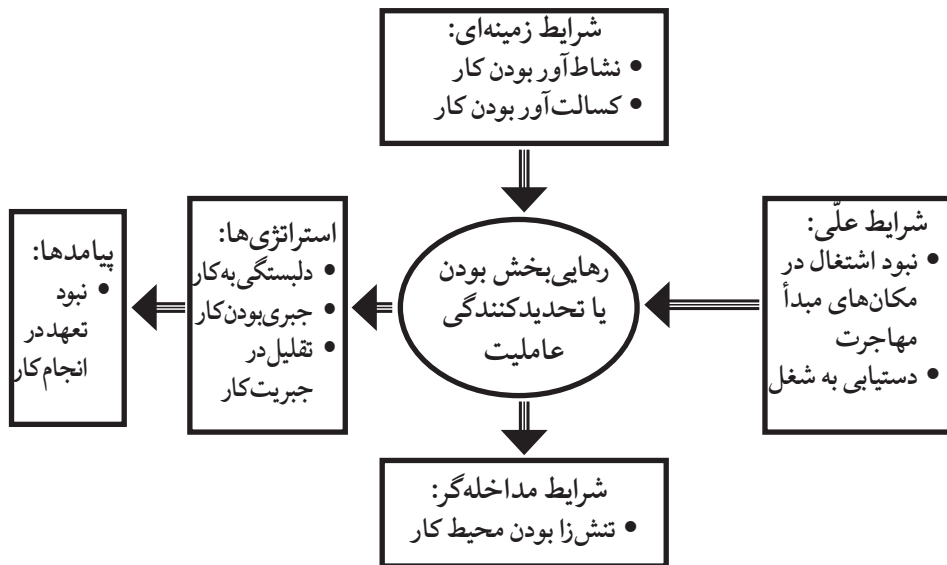 شرایط زمینه‌ای:
• نشاط‌آور بودن کار
• کسالت‌آور بودن کار
شرایط علّی:
• نبود اشتغال در
مکان‌های مبدأ
مهاجرت
• دستیابی به شغل
رهایی‌بخش بودن
یا تحدیدکنندگی
عاملیت
استراتژی‌ها:
• دلبستگی‌به‌کار
• جبری‌بودن‌کار
• تقلیل‌در
جبریت‌کار
پیامدها:
• نبود
تعهددر
انجام‌کار
شرایط مداخله‌گر:
• تنش‌زا بودن محیط کار